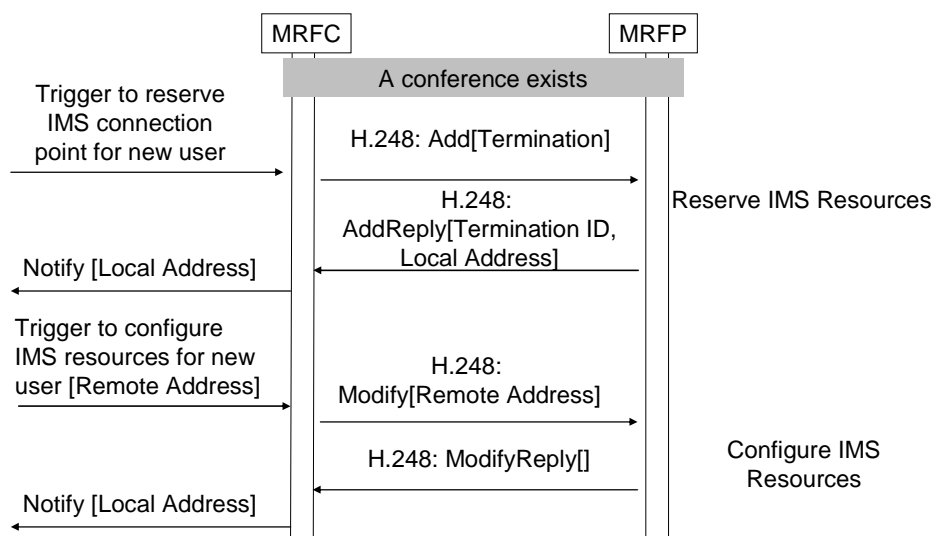 MRFC
MRFP
A conference exists
Trigger to reserve
IMS connection
point for new user
H.248: Add[Termination]
Reserve IMS Resources
H.248:
AddReply[Termination ID,
Local Address]
Notify [Local Address]
Trigger to configure
IMS resources for new
user [Remote Address]
H.248:
Modify[Remote Address]
Configure IMS
Resources
H.248: ModifyReply[]
Notify [Local Address]